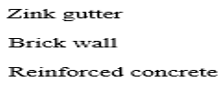 Zink gutter
Brick wall
Reinforced concrete